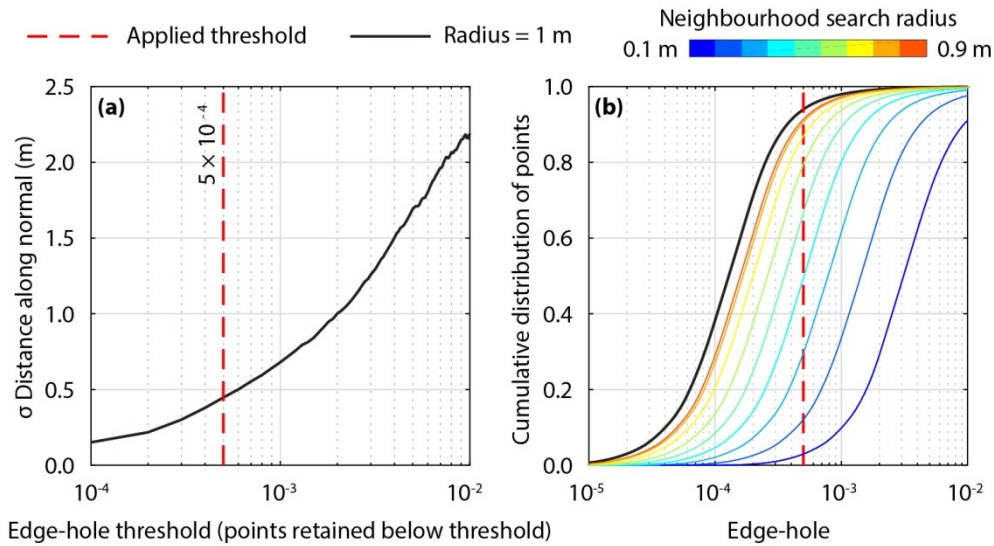 Neighbourhood search radius
Applied threshold
Radius = 1 m
0.1 m
0.9 m
(a)
σ Distance along normal (m)
2.5
2.0
1.5
1.0
0.5
0.0
5 × 10⁻⁴
10⁻⁴
10⁻³
10⁻²
Edge-hole threshold (points retained below threshold)
(b)
Cumulative distribution of points
1.0
0.8
0.6
0.4
0.2
0.0
10⁻⁵
10⁻⁴
10⁻³
10⁻²
Edge-hole